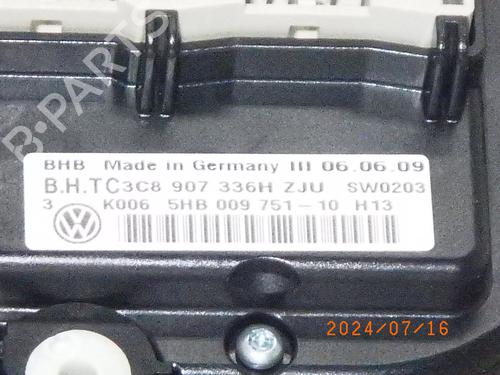 B-PARTS
BHB Made in Germany III 06.06.09
B.H.TC3C8 907 336H ZJU SW0203
3 K006 5HB 009 751-10 H13
2024/07/16